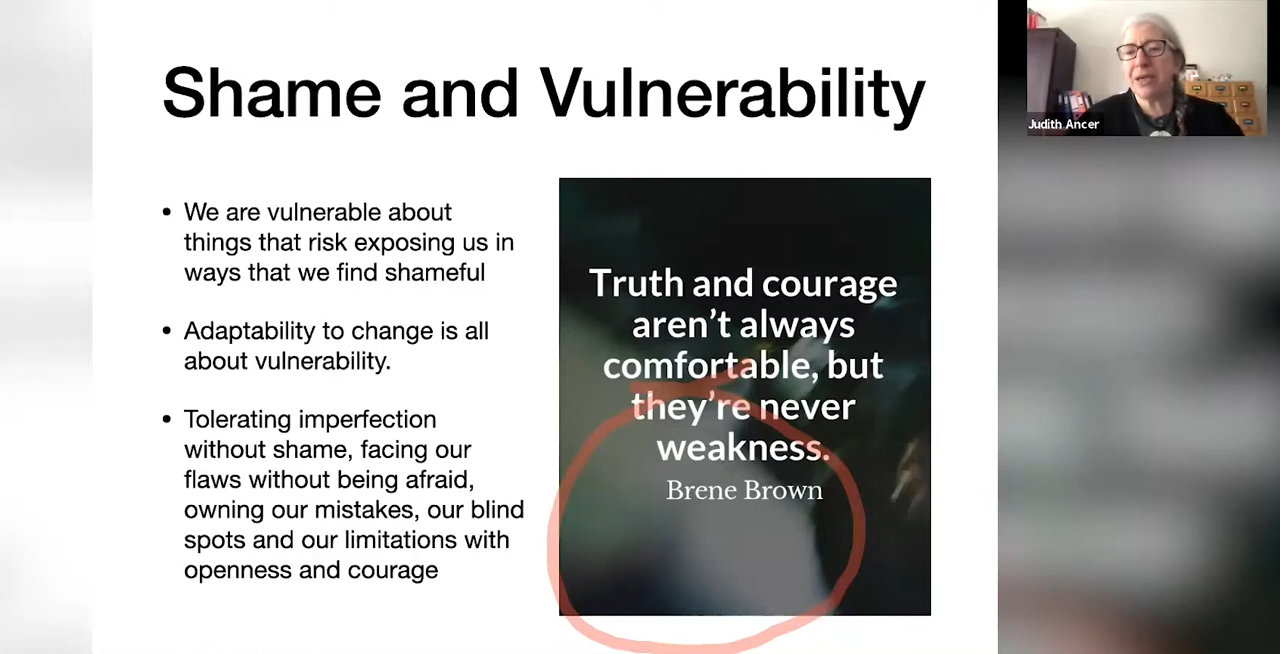 Shame and Vulnerability
• We are vulnerable about
things that risk exposing us in
ways that we find shameful
• Adaptability to change is all
about vulnerability.
• Tolerating imperfection
without shame, facing our
flaws without being afraid,
owning our mistakes, our blind
spots and our limitations with
openness and courage
Truth and courage
aren’t always
comfortable, but
they’re never
weakness.
Brene Brown
Judith Ancer